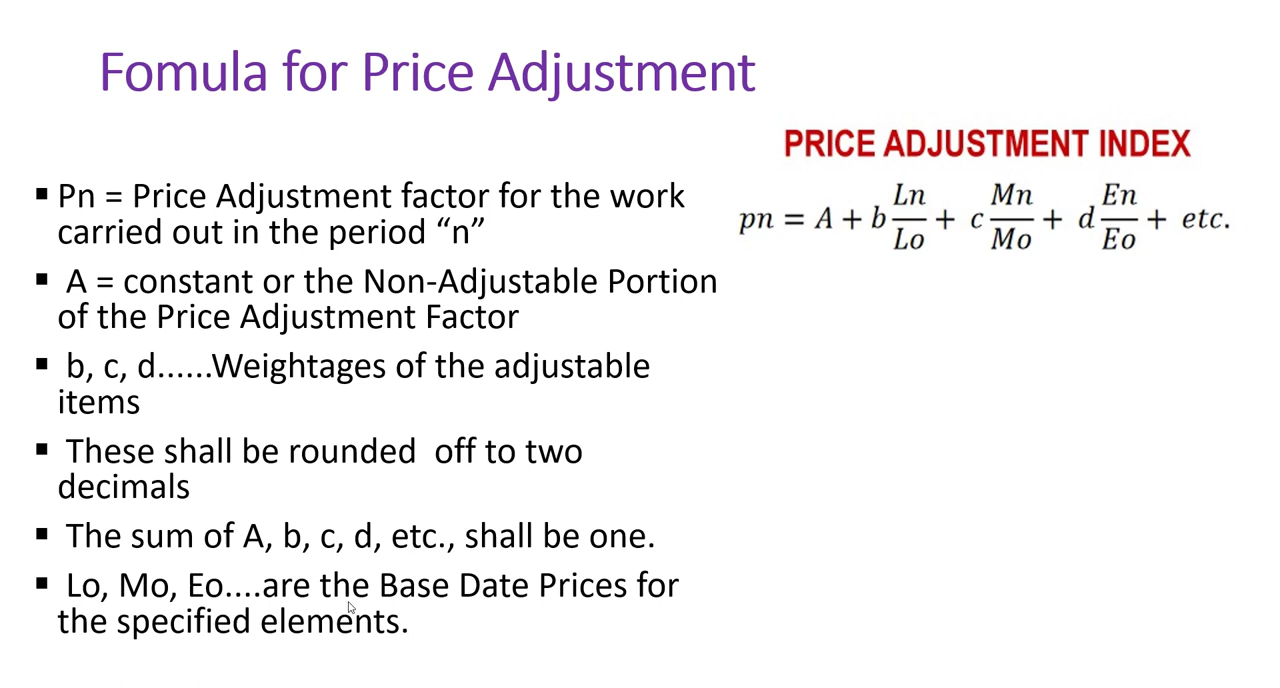 Fomula for Price Adjustment
PRICE ADJUSTMENT INDEX
pn = A + b Ln/Lo + c Mn/Mo + d En/Eo + etc.
▪ Pn = Price Adjustment factor for the work
carried out in the period “n”
▪ A = constant or the Non-Adjustable Portion
of the Price Adjustment Factor
▪ b, c, d......Weightages of the adjustable
items
▪ These shall be rounded  off to two
decimals
▪ The sum of A, b, c, d, etc., shall be one.
▪ Lo, Mo, Eo....are the Base Date Prices for
the specified elements.